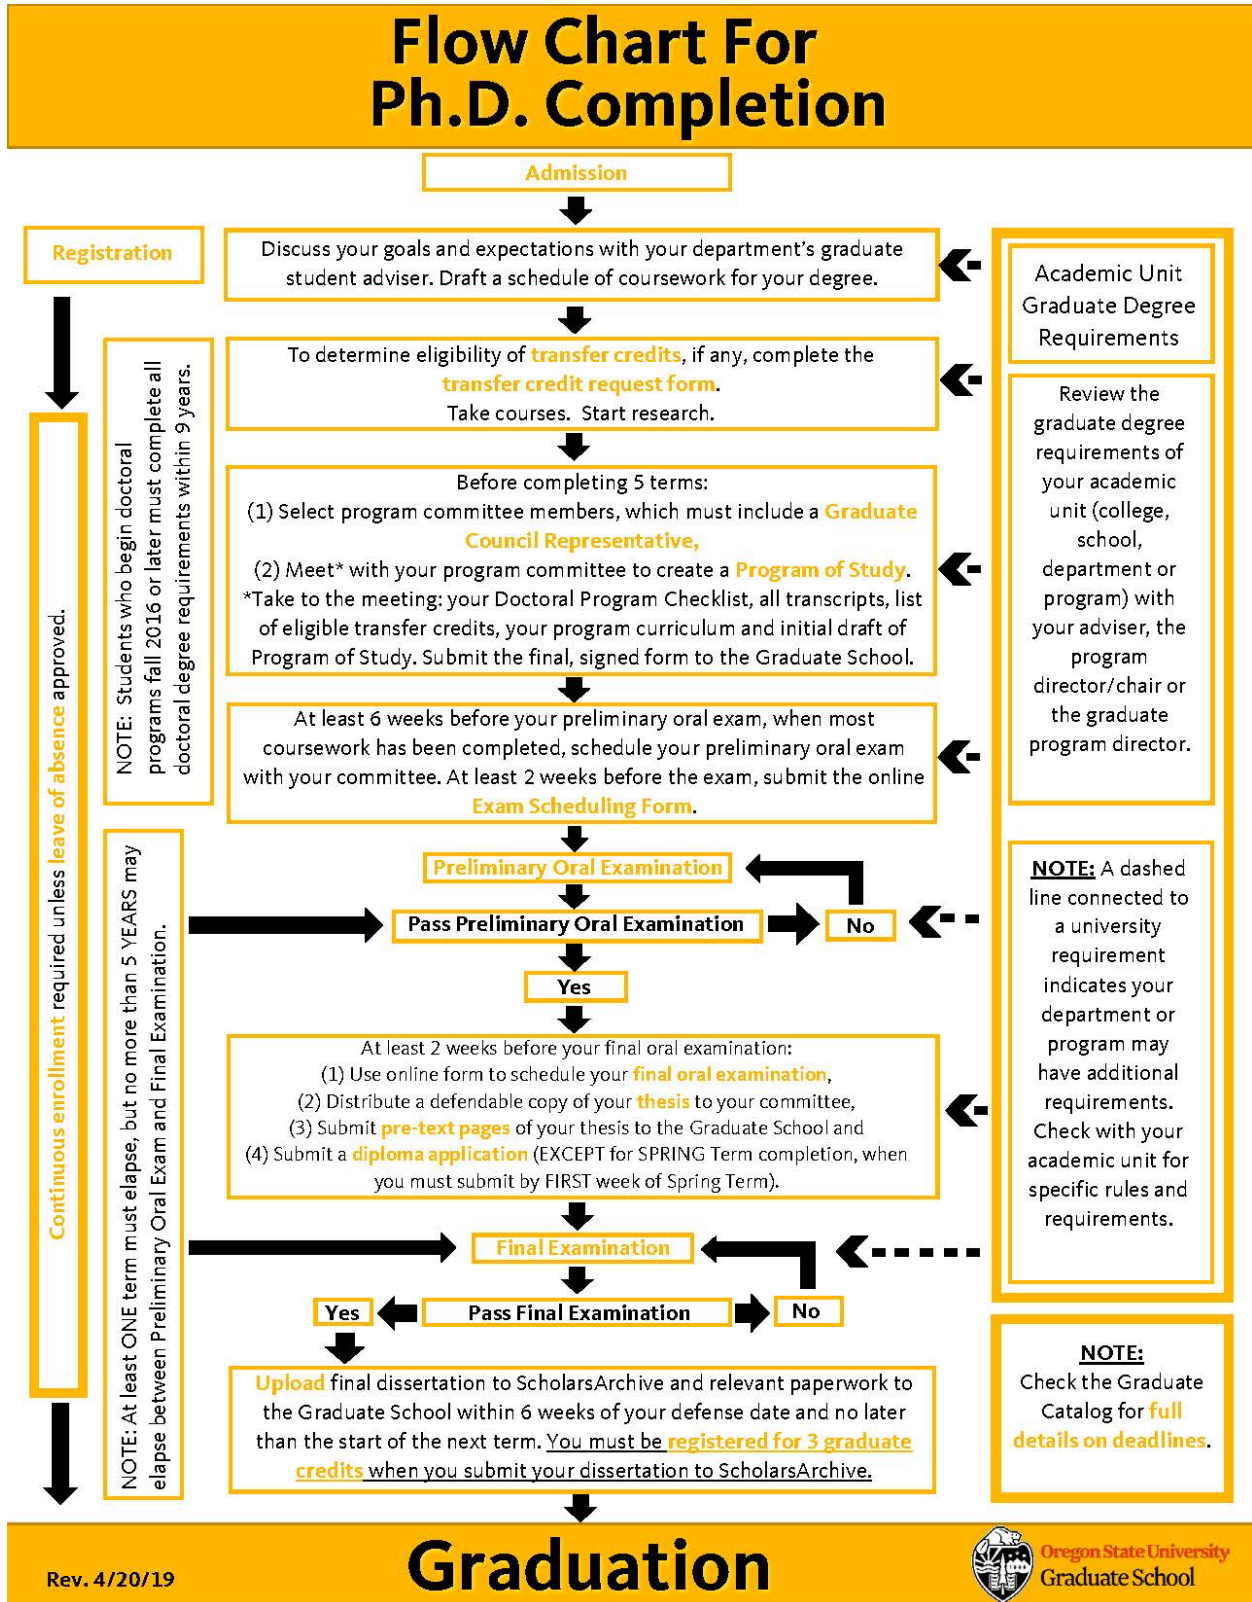 Flow Chart For
Ph.D. Completion
Admission
Registration
Discuss your goals and expectations with your department's graduate
student adviser. Draft a schedule of coursework for your degree.
To determine eligibility of transfer credits, if any, complete the
transfer credit request form.
Take courses. Start research.
Before completing 5 terms:
(1) Select program committee members, which must include a Graduate
Council Representative,
(2) Meet* with your program committee to create a Program of Study.
*Take to the meeting: your Doctoral Program Checklist, all transcripts, list
of eligible transfer credits, your program curriculum and initial draft of
Program of Study. Submit the final, signed form to the Graduate School.
At least 6 weeks before your preliminary oral exam, when most
coursework has been completed, schedule your preliminary oral exam
with your committee. At least 2 weeks before the exam, submit the online
Exam Scheduling Form.
Preliminary Oral Examination
Pass Preliminary Oral Examination
No
Yes
At least 2 weeks before your final oral examination:
(1) Use online form to schedule your final oral examination,
(2) Distribute a defendable copy of your thesis to your committee,
(3) Submit pre-text pages of your thesis to the Graduate School and
(4) Submit a diploma application (EXCEPT for SPRING Term completion, when
you must submit by FIRST week of Spring Term).
Final Examination
Yes
Pass Final Examination
No
Upload final dissertation to ScholarsArchive and relevant paperwork to
the Graduate School within 6 weeks of your defense date and no later
than the start of the next term. You must be registered for 3 graduate
credits when you submit your dissertation to ScholarsArchive.
Continuous enrollment required unless leave of absence approved.
NOTE: Students who begin doctoral
programs fall 2016 or later must complete all
doctoral degree requirements within 9 years.
NOTE: At least ONE term must elapse, but no more than 5 YEARS may
elapse between Preliminary Oral Exam and Final Examination.
Academic Unit
Graduate Degree
Requirements
Review the
graduate degree
requirements of
your academic
unit (college,
school,
department or
program) with
your adviser, the
program
director/chair or
the graduate
program director.
NOTE: A dashed
line connected to
a university
requirement
indicates your
department or
program may
have additional
requirements.
Check with your
academic unit for
specific rules and
requirements.
NOTE:
Check the Graduate
Catalog for full
details on deadlines.
Rev. 4/20/19
Graduation
Oregon State University
Graduate School